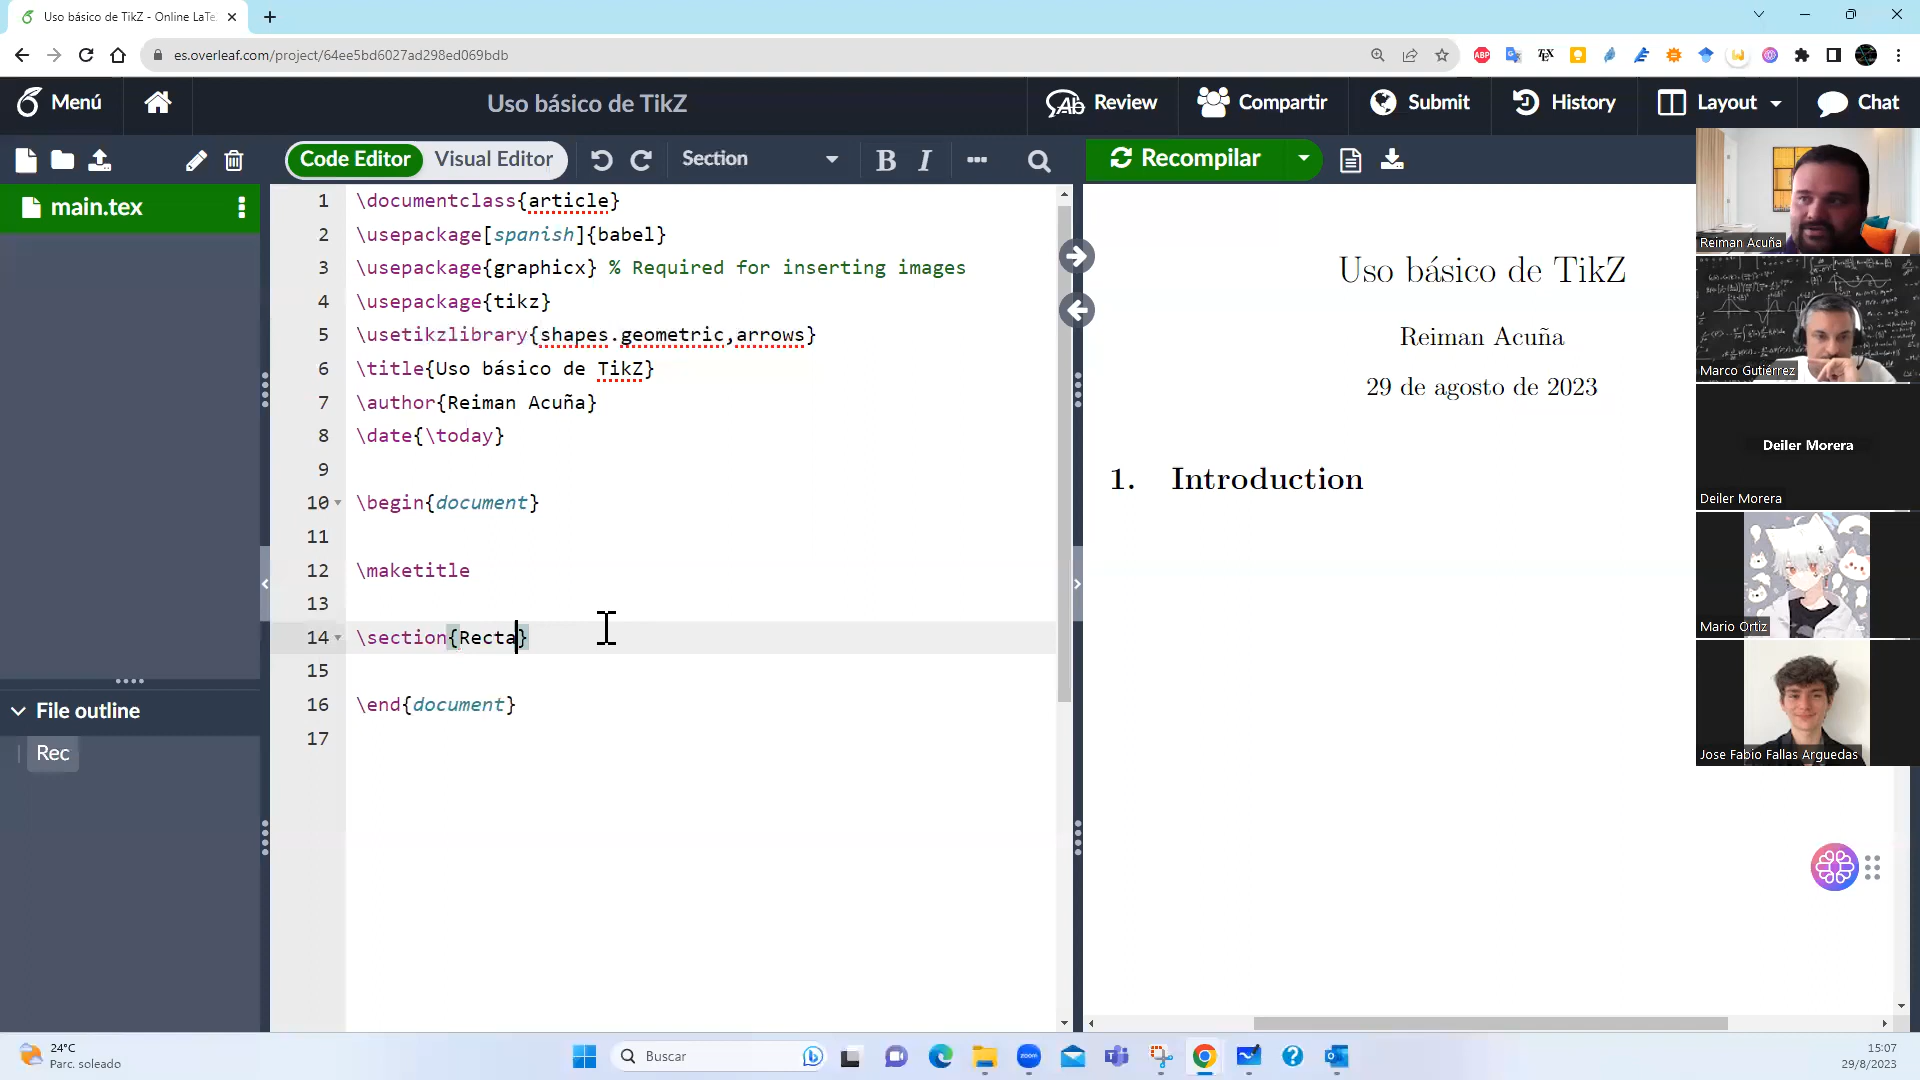 Uso básico de TikZ - Online LaTe
es.overleaf.com/project/64ee5bd6027ad298ed069bdb
ABP
TEX
Menú
Uso básico de TikZ
Review
Compartir
Submit
History
Layout
Chat
Code Editor
Visual Editor
Section
B
I
Recompilar
main.tex
1 \documentclass{article}
2 \usepackage[spanish]{babel}
3 \usepackage{graphicx} % Required for inserting images
4 \usepackage{tikz}
5 \usetikzlibrary{shapes.geometric,arrows}
6 \title{Uso básico de TikZ}
7 \author{Reiman Acuña}
8 \date{\today}
9
10 \begin{document}
11
12 \maketitle
13
14 \section{Recta}
15
16 \end{document}
17
File outline
Rec
Uso básico de TikZ
Reiman Acuña
29 de agosto de 2023
1. Introduction
Reiman Acuña
Marco Gutiérrez
Deiler Morera
Deiler Morera
Mario Ortiz
Jose Fabio Fallas Arguedas
24°C
Parc. soleado
Buscar
zoom
15:07
29/8/2023